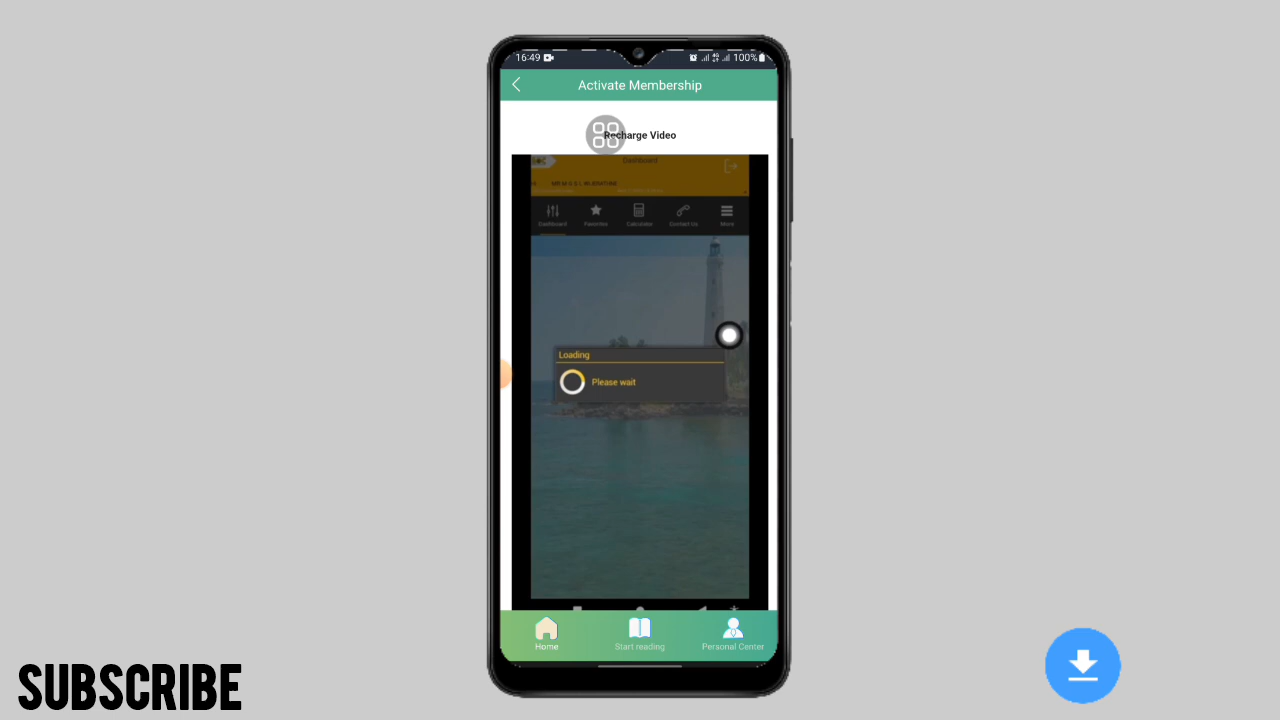 16:49
100%
Activate Membership
Recharge Video
Dashboard
Dashboard
Favorites
Calculator
Contact Us
More
Loading
Please wait
Home
Start reading
Personal Center
SUBSCRIBE